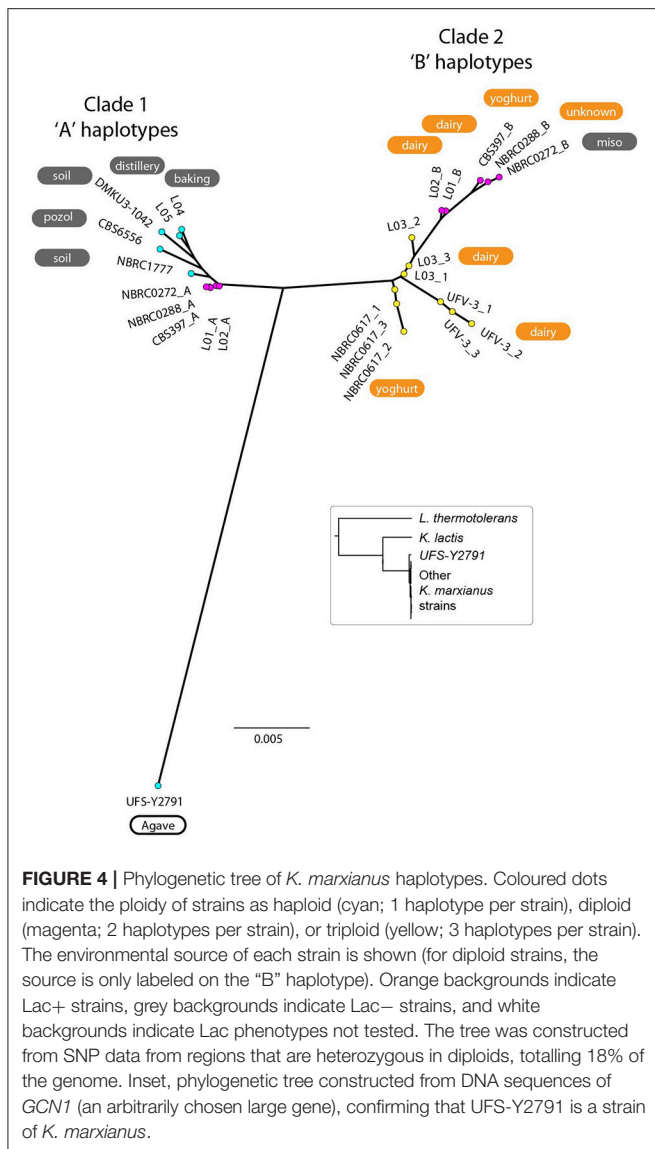 Clade 2
'B' haplotypes
Clade 1
'A' haplotypes
yoghurt
dairy
unknown
dairy
miso
CBS397_B
NBRC0288_B
NBRC0272_B
L02_B
L01_B
soil
distillery
baking
pozol
soil
DMKU3-1042
L05
L04
CBS6556
NBRC1777
NBRC0272_A
NBRC0288_A
CBS397_A
L01_A
L02_A
L03_2
L03_3
L03_1
dairy
UFV-3_1
UFV-3_3
UFV-3_2
dairy
NBRC0617_1
NBRC0617_3
NBRC0617_2
yoghurt
L. thermotolerans
K. lactis
UFS-Y2791
Other
K. marxianus
strains
0.005
UFS-Y2791
Agave
FIGURE 4 | Phylogenetic tree of K. marxianus haplotypes. Coloured dots
indicate the ploidy of strains as haploid (cyan; 1 haplotype per strain), diploid
(magenta; 2 haplotypes per strain), or triploid (yellow; 3 haplotypes per strain).
The environmental source of each strain is shown (for diploid strains, the
source is only labeled on the “B” haplotype). Orange backgrounds indicate
Lac+ strains, grey backgrounds indicate Lac− strains, and white
backgrounds indicate Lac phenotypes not tested. The tree was constructed
from SNP data from regions that are heterozygous in diploids, totalling 18% of
the genome. Inset, phylogenetic tree constructed from DNA sequences of
GCN1 (an arbitrarily chosen large gene), confirming that UFS-Y2791 is a strain
of K. marxianus.